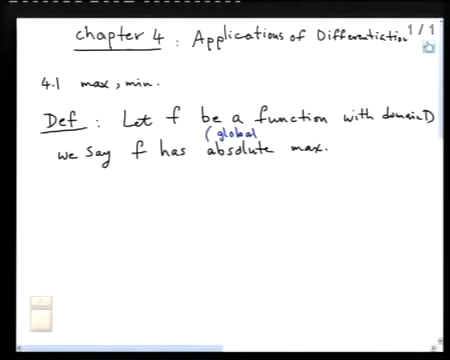 1 / 1
chapter 4 : Applications of Differentiation
4.1 max, min.
Def : Let f be a function with domain D
(global
we say f has absolute max.